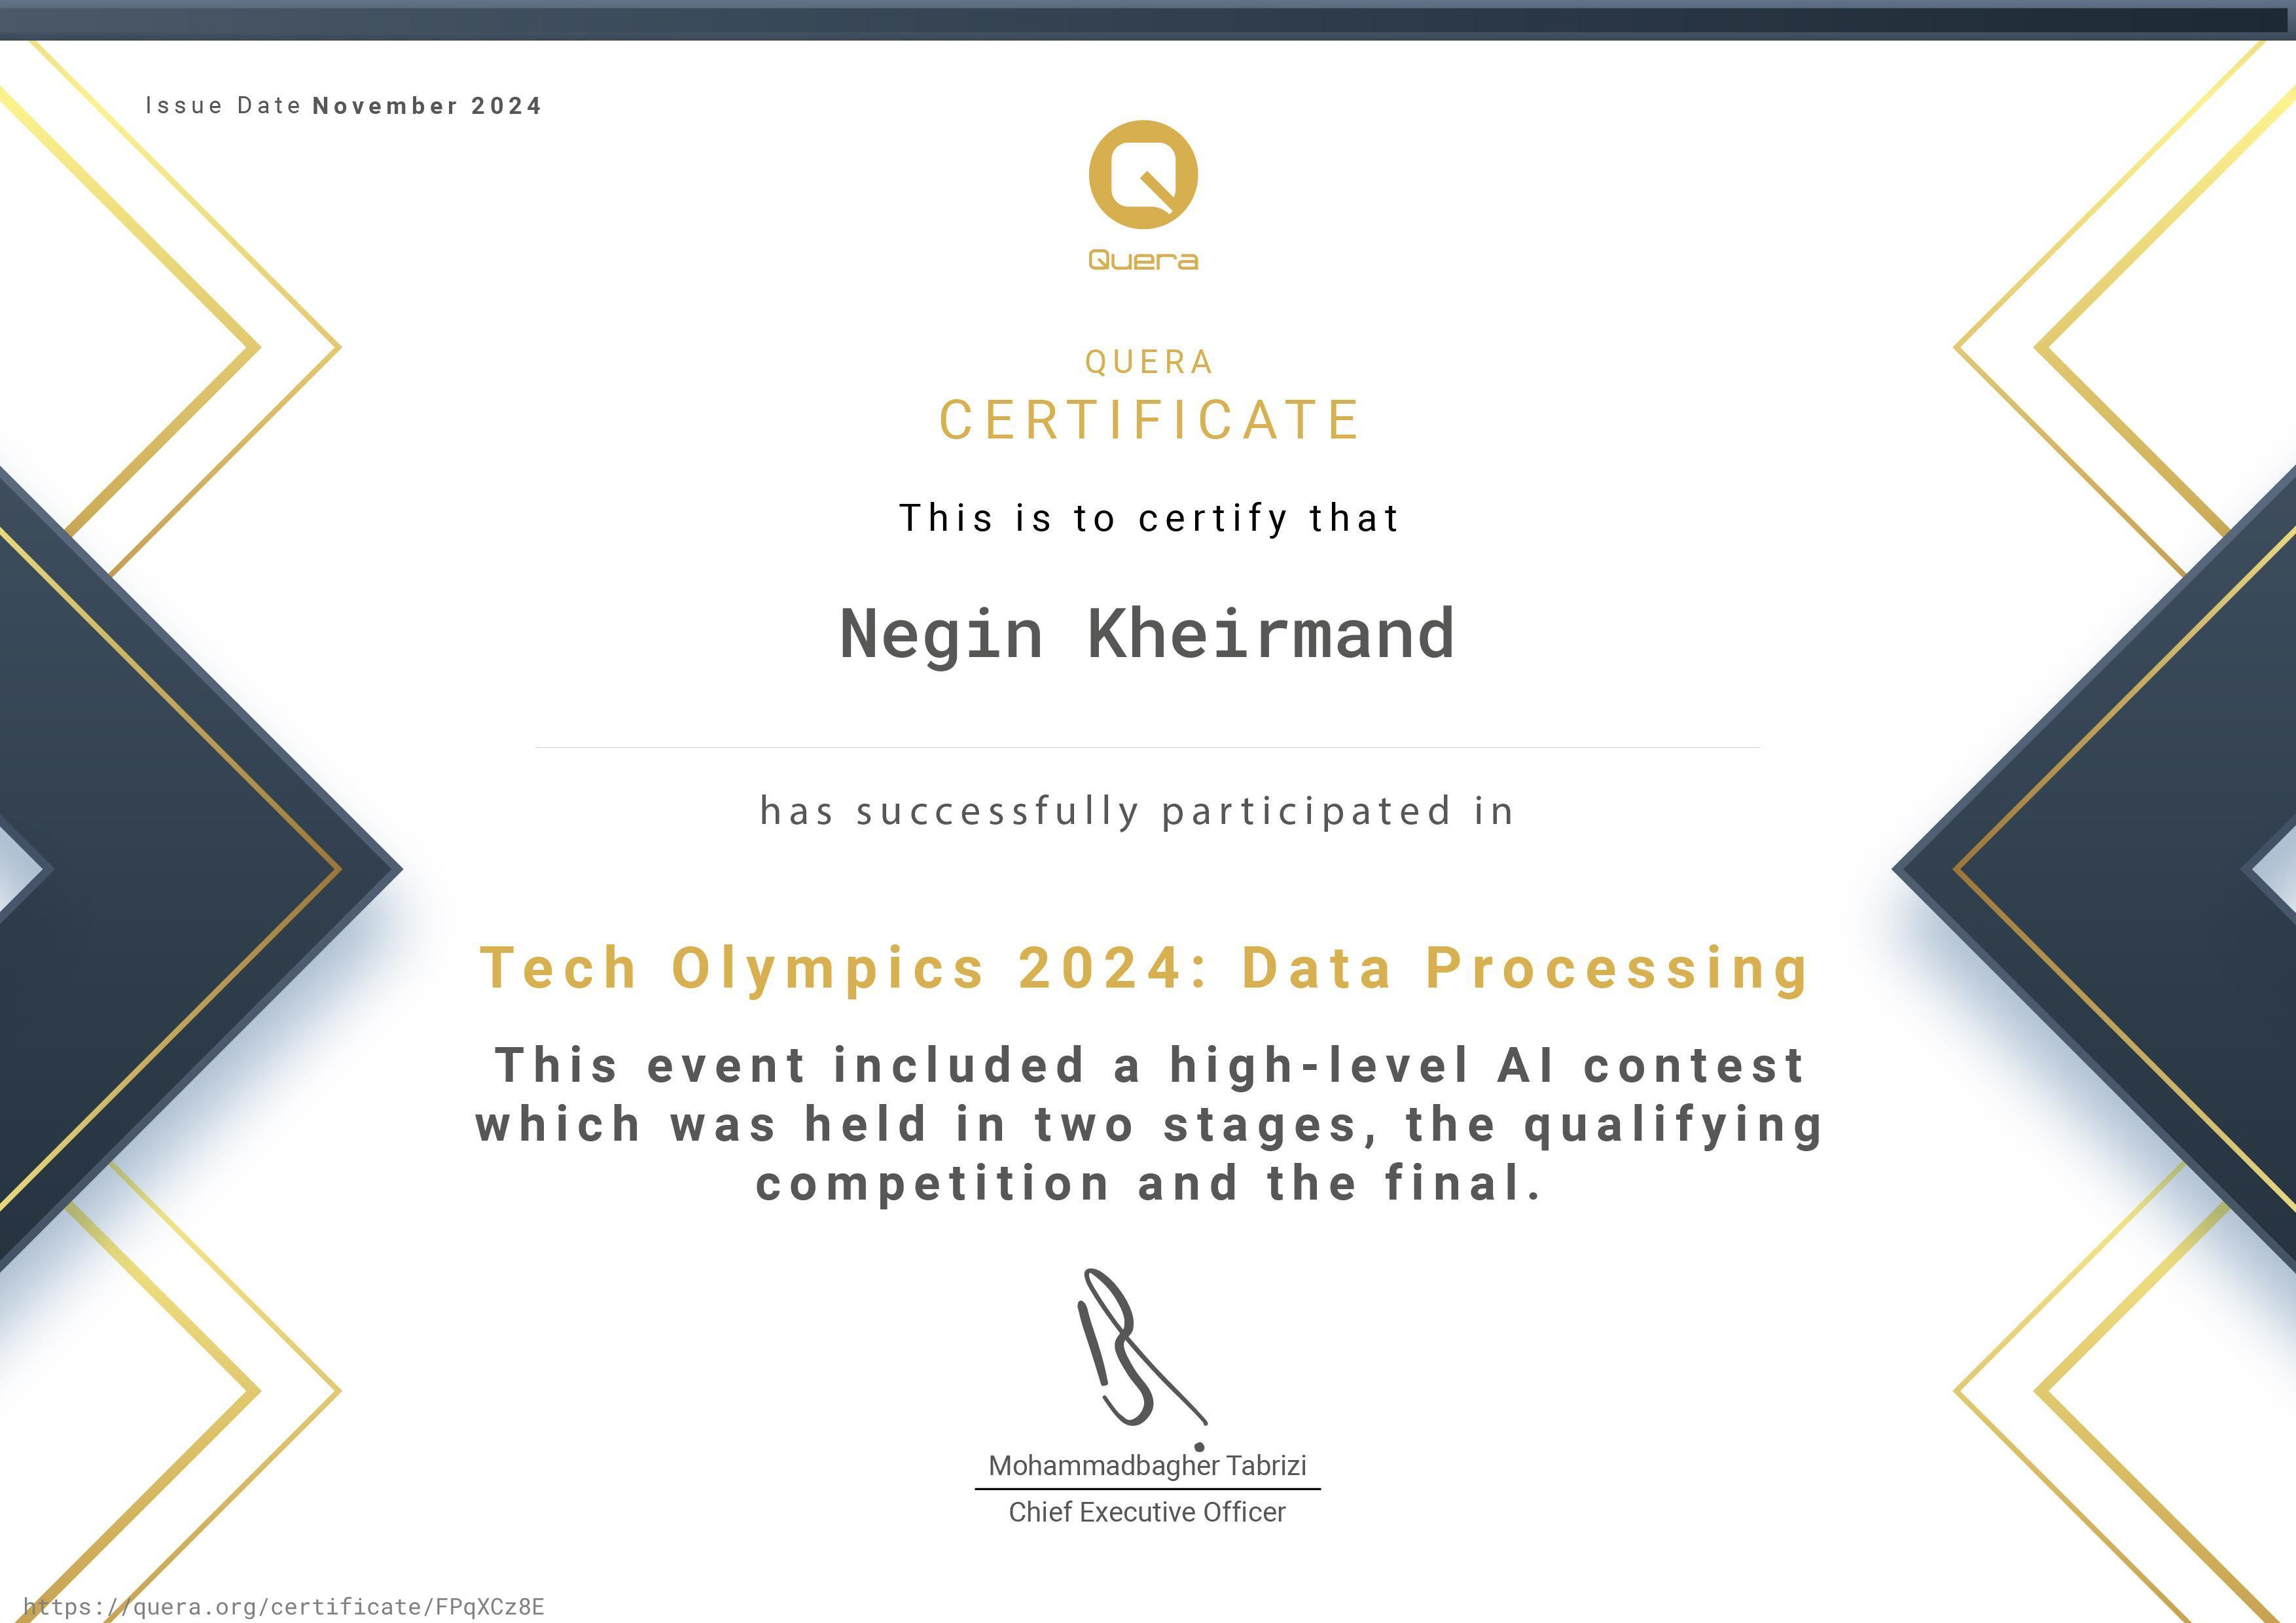 Issue Date November 2024
Quera
QUERA
CERTIFICATE
This is to certify that
Negin Kheirmand
has successfully participated in
Tech Olympics 2024: Data Processing
This event included a high-level AI contest
which was held in two stages, the qualifying
competition and the final.
Mohammadbagher Tabrizi
Chief Executive Officer
https://quera.org/certificate/FPqXCz8E